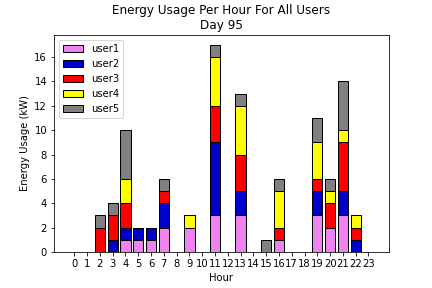 Energy Usage Per Hour For All Users
Day 95
Energy Usage (kW)
16
14
12
10
8
6
4
2
0
user1
user2
user3
user4
user5
0 1 2 3 4 5 6 7 8 9 10 11 12 13 14 15 16 17 18 19 20 21 22 23
Hour